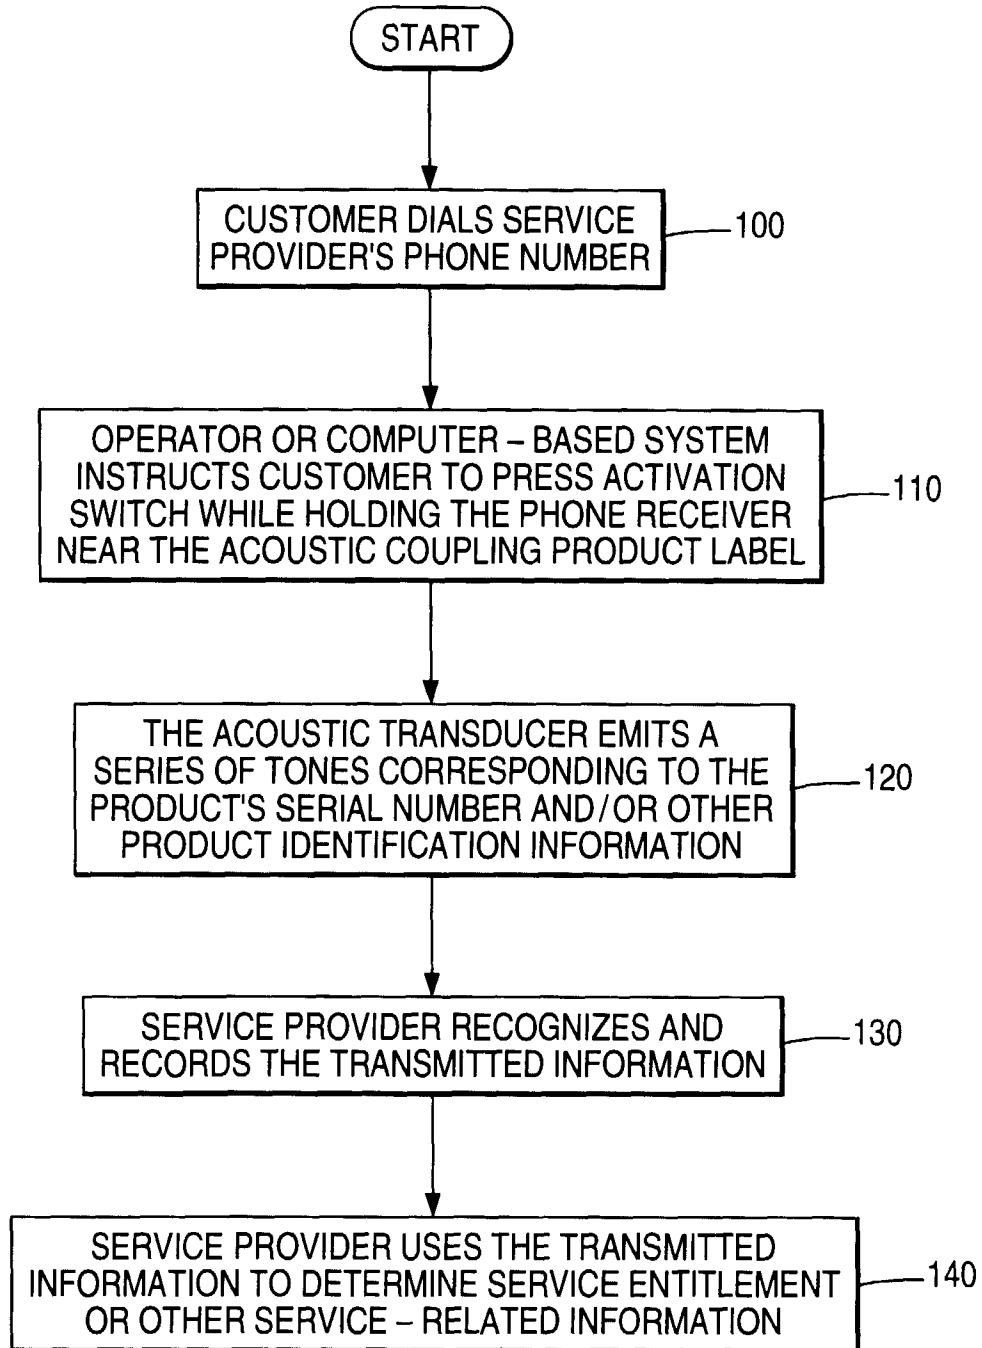 START
CUSTOMER DIALS SERVICE
PROVIDER'S PHONE NUMBER
100
OPERATOR OR COMPUTER – BASED SYSTEM
INSTRUCTS CUSTOMER TO PRESS ACTIVATION
SWITCH WHILE HOLDING THE PHONE RECEIVER
NEAR THE ACOUSTIC COUPLING PRODUCT LABEL
110
THE ACOUSTIC TRANSDUCER EMITS A
SERIES OF TONES CORRESPONDING TO THE
PRODUCT'S SERIAL NUMBER AND/OR OTHER
PRODUCT IDENTIFICATION INFORMATION
120
SERVICE PROVIDER RECOGNIZES AND
RECORDS THE TRANSMITTED INFORMATION
130
SERVICE PROVIDER USES THE TRANSMITTED
INFORMATION TO DETERMINE SERVICE ENTITLEMENT
OR OTHER SERVICE – RELATED INFORMATION
140